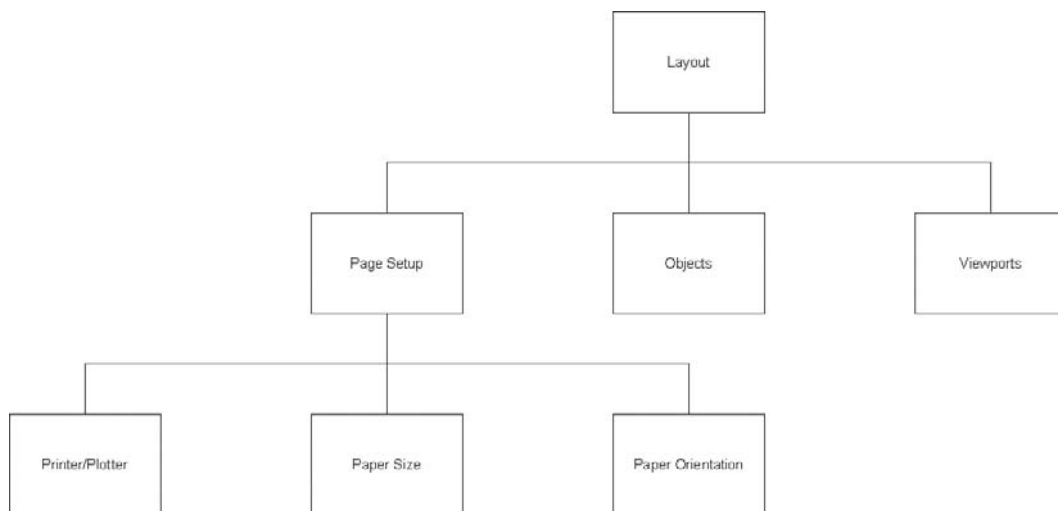 Layout
Page Setup
Objects
Viewports
Printer/Plotter
Paper Size
Paper Orientation